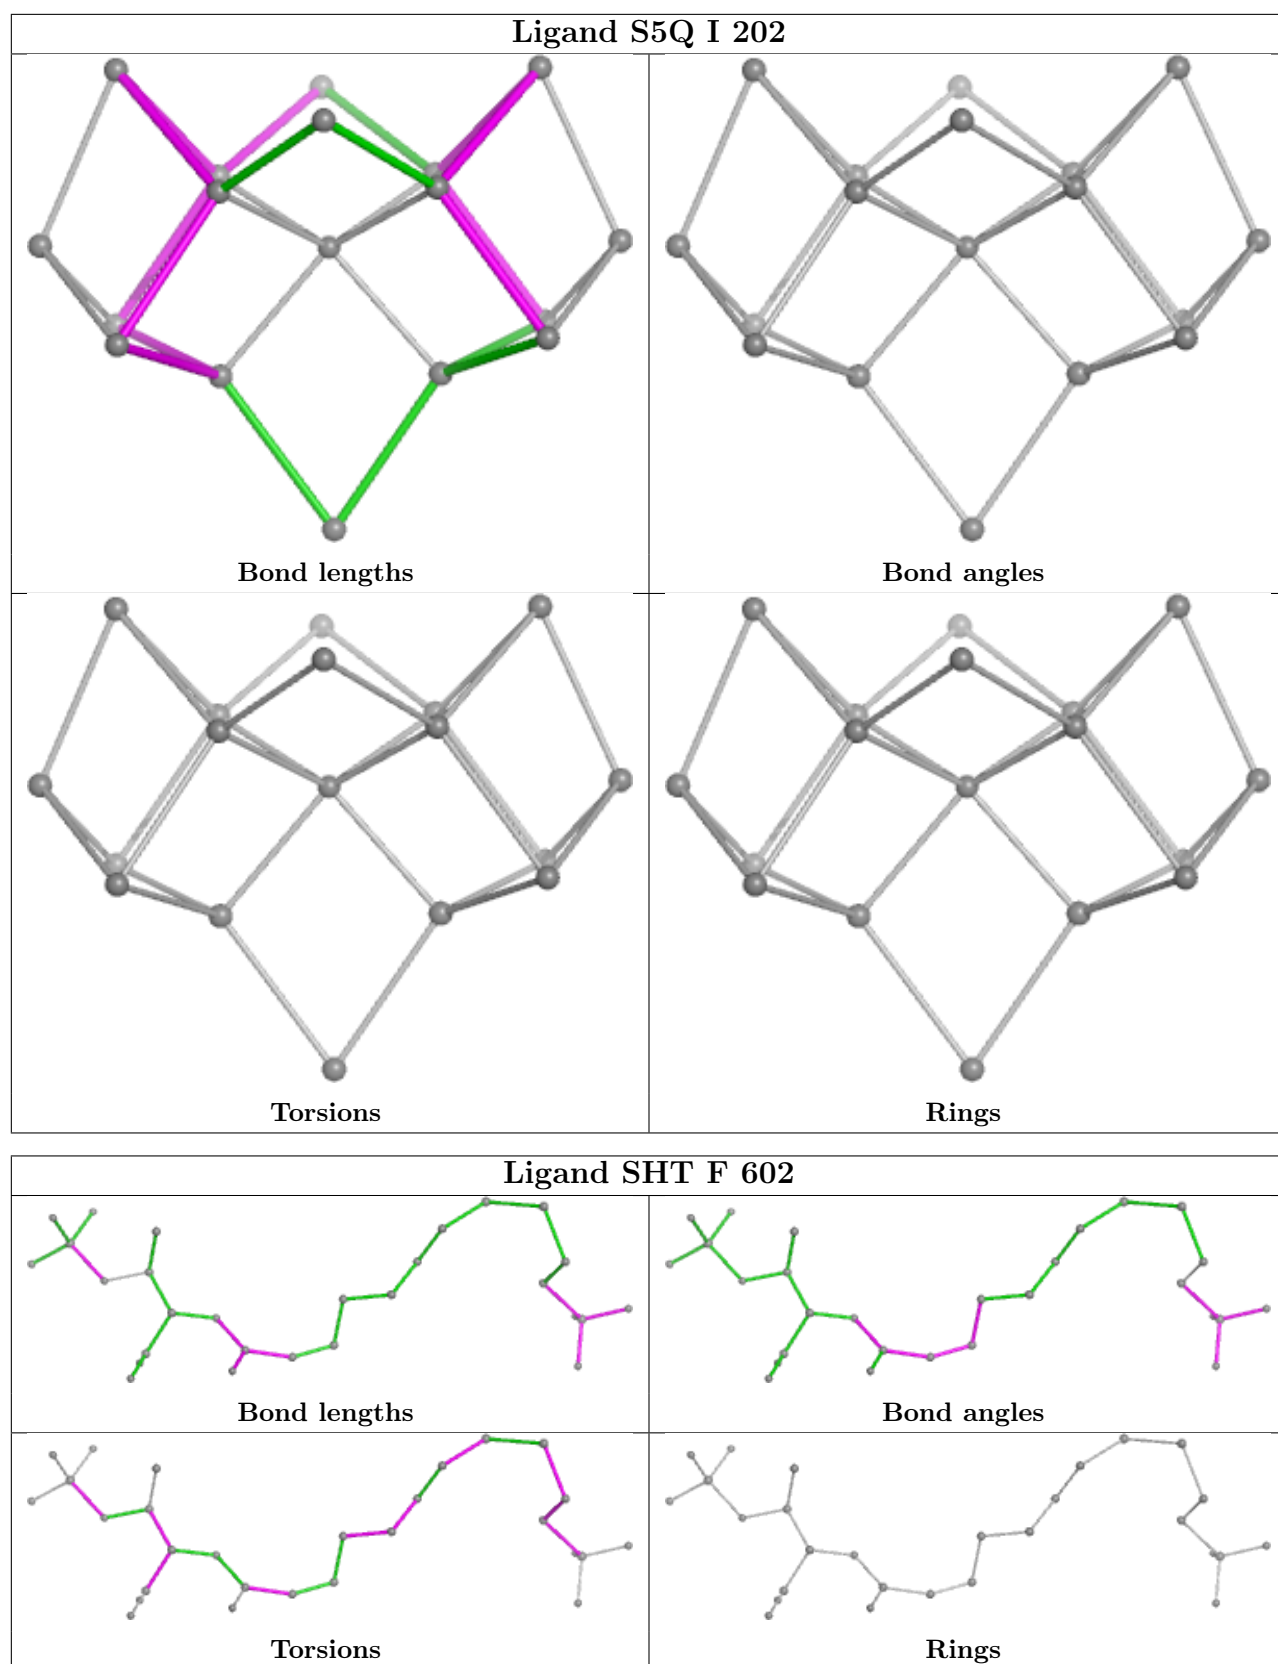 Ligand S5Q I 202
Bond lengths
Bond angles
Torsions
Rings
Ligand SHT F 602
Bond lengths
Bond angles
Torsions
Rings